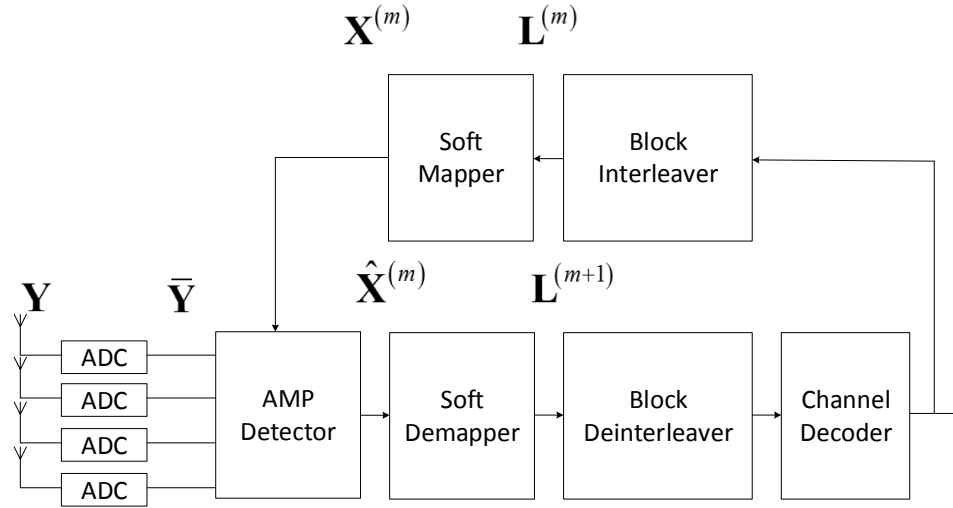 X^(m)
L^(m)
Soft
Mapper
Block
Interleaver
X̂^(m)
L^(m+1)
Y
Ȳ
ADC
ADC
ADC
ADC
AMP
Detector
Soft
Demapper
Block
Deinterleaver
Channel
Decoder